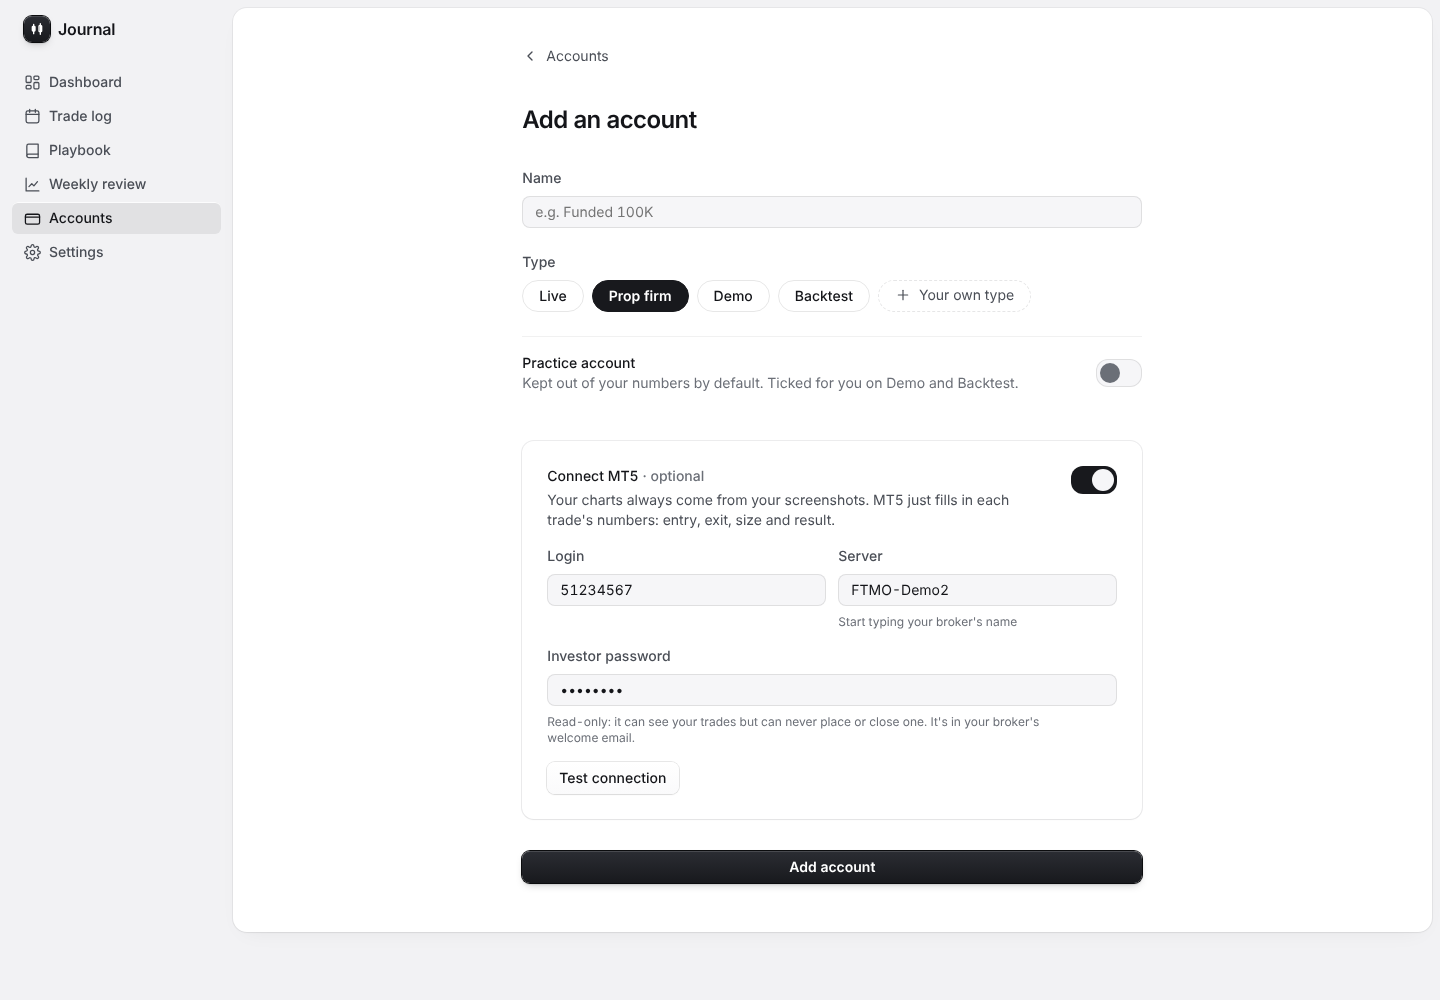 Journal
Dashboard
Trade log
Playbook
Weekly review
Accounts
Settings
Accounts
Add an account
Name
e.g. Funded 100K
Type
Live
Prop firm
Demo
Backtest
Your own type
Practice account
Kept out of your numbers by default. Ticked for you on Demo and Backtest.
Connect MT5 · optional
Your charts always come from your screenshots. MT5 just fills in each
trade's numbers: entry, exit, size and result.
Login
Server
51234567
FTMO-Demo2
Start typing your broker's name
Investor password
••••••••
Read-only: it can see your trades but can never place or close one. It's in your broker's
welcome email.
Test connection
Add account